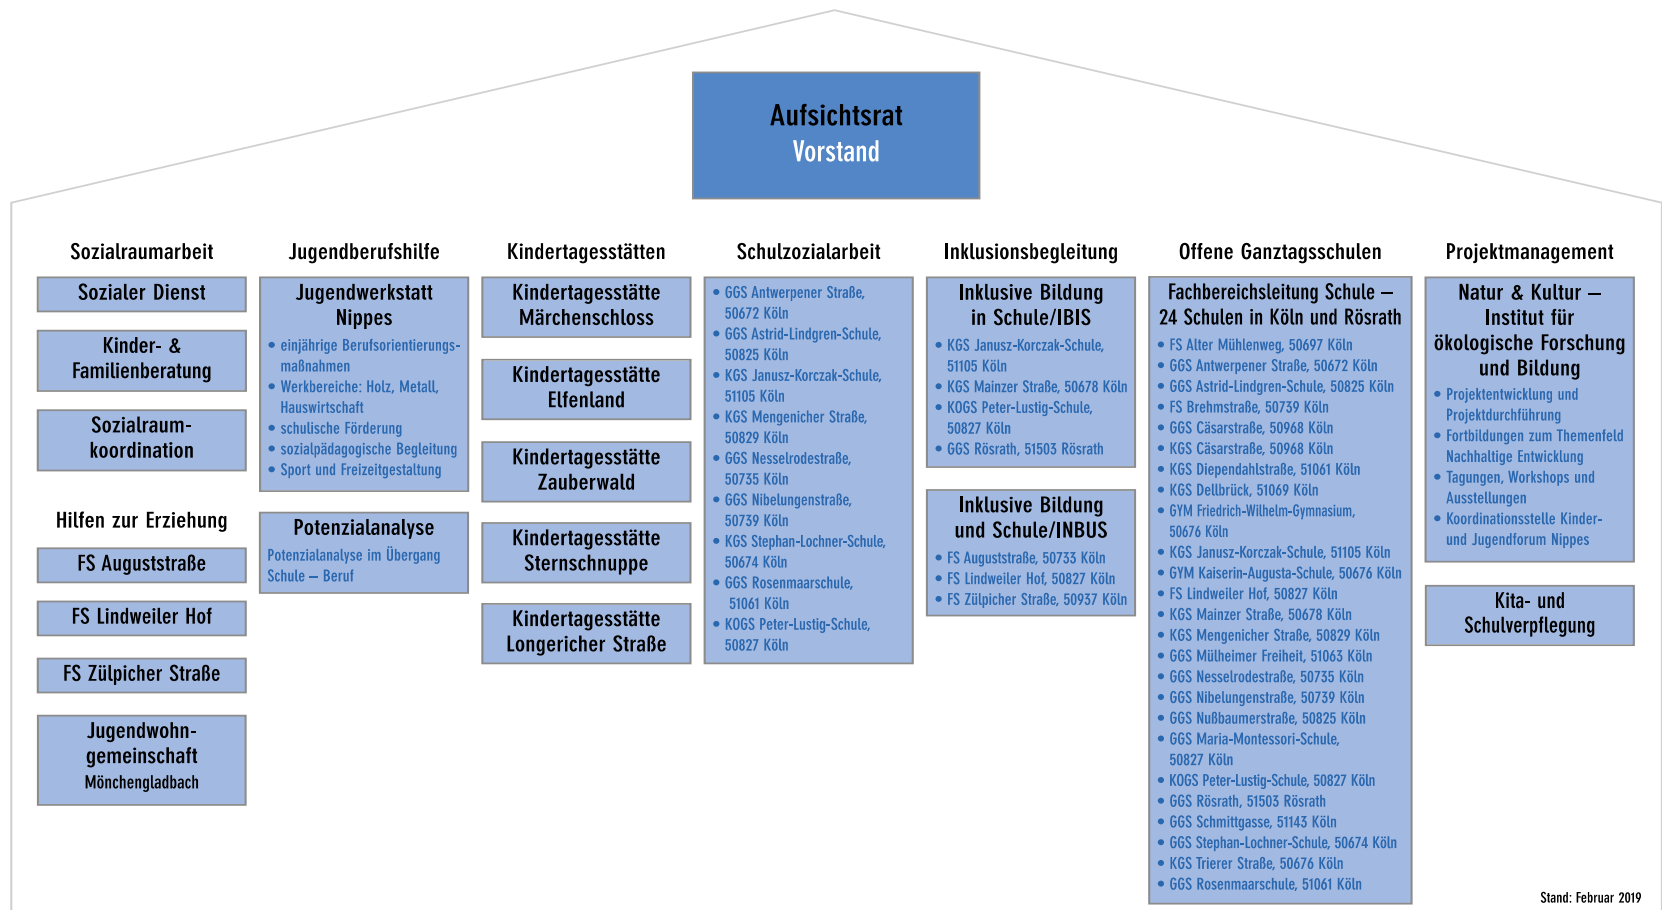 Aufsichtsrat
Vorstand
Sozialraumarbeit
Sozialer Dienst
Kinder- &
Familienberatung
Sozialraum-
koordination
Hilfen zur Erziehung
FS Auguststraße
FS Lindweiler Hof
FS Zülpicher Straße
Jugendwohn-
gemeinschaft
Mönchengladbach
Jugendberufshilfe
Jugendwerkstatt
Nippes
• einjährige Berufsorientierungs-
maßnahmen
• Werkbereiche: Holz, Metall,
Hauswirtschaft
• schulische Förderung
• sozialpädagogische Begleitung
• Sport und Freizeitgestaltung
Potenzialanalyse
Potenzialanalyse im Übergang
Schule – Beruf
Kindertagesstätten
Kindertagesstätte
Märchenschloss
Kindertagesstätte
Elfenland
Kindertagesstätte
Zauberwald
Kindertagesstätte
Sternschnuppe
Kindertagesstätte
Longericher Straße
Schulzozialarbeit
• GGS Antwerpener Straße,
50672 Köln
• GGS Astrid-Lindgren-Schule,
50825 Köln
• KGS Janusz-Korczak-Schule,
51105 Köln
• KGS Mengenicher Straße,
50829 Köln
• GGS Nesselrodestraße,
50735 Köln
• GGS Nibelungenstraße,
50739 Köln
• KGS Stephan-Lochner-Schule,
50674 Köln
• GGS Rosenmaarschule,
51061 Köln
• KOGS Peter-Lustig-Schule,
50827 Köln
Inklusionsbegleitung
Inklusive Bildung
in Schule/IBIS
• KGS Janusz-Korczak-Schule,
51105 Köln
• KGS Mainzer Straße, 50678 Köln
• KOGS Peter-Lustig-Schule,
50827 Köln
• GGS Rösrath, 51503 Rösrath
Inklusive Bildung
und Schule/INBUS
• FS Auguststraße, 50733 Köln
• FS Lindweiler Hof, 50827 Köln
• FS Zülpicher Straße, 50937 Köln
Offene Ganztagsschulen
Fachbereichsleitung Schule –
24 Schulen in Köln und Rösrath
• FS Alter Mühlenweg, 50697 Köln
• GGS Antwerpener Straße, 50672 Köln
• GGS Astrid-Lindgren-Schule, 50825 Köln
• FS Brehmstraße, 50739 Köln
• GGS Cäsarstraße, 50968 Köln
• KGS Cäsarstraße, 50968 Köln
• KGS Diependahlstraße, 51061 Köln
• KGS Dellbrück, 51069 Köln
• GYM Friedrich-Wilhelm-Gymnasium,
50676 Köln
• KGS Janusz-Korczak-Schule, 51105 Köln
• GYM Kaiserin-Augusta-Schule, 50676 Köln
• FS Lindweiler Hof, 50827 Köln
• KGS Mainzer Straße, 50678 Köln
• KGS Mengenicher Straße, 50829 Köln
• GGS Mülheimer Freiheit, 51063 Köln
• GGS Nesselrodestraße, 50735 Köln
• GGS Nibelungenstraße, 50739 Köln
• GGS Nußbaumerstraße, 50825 Köln
• GGS Maria-Montessori-Schule,
50827 Köln
• KOGS Peter-Lustig-Schule, 50827 Köln
• GGS Rösrath, 51503 Rösrath
• GGS Schmittgasse, 51143 Köln
• GGS Stephan-Lochner-Schule, 50674 Köln
• KGS Trierer Straße, 50676 Köln
• GGS Rosenmaarschule, 51061 Köln
Projektmanagement
Natur & Kultur –
Institut für
ökologische Forschung
und Bildung
• Projektentwicklung und
Projektdurchführung
• Fortbildungen zum Themenfeld
Nachhaltige Entwicklung
• Tagungen, Workshops und
Ausstellungen
• Koordinationsstelle Kinder-
und Jugendforum Nippes
Kita- und
Schulverpflegung
Stand: Februar 2019